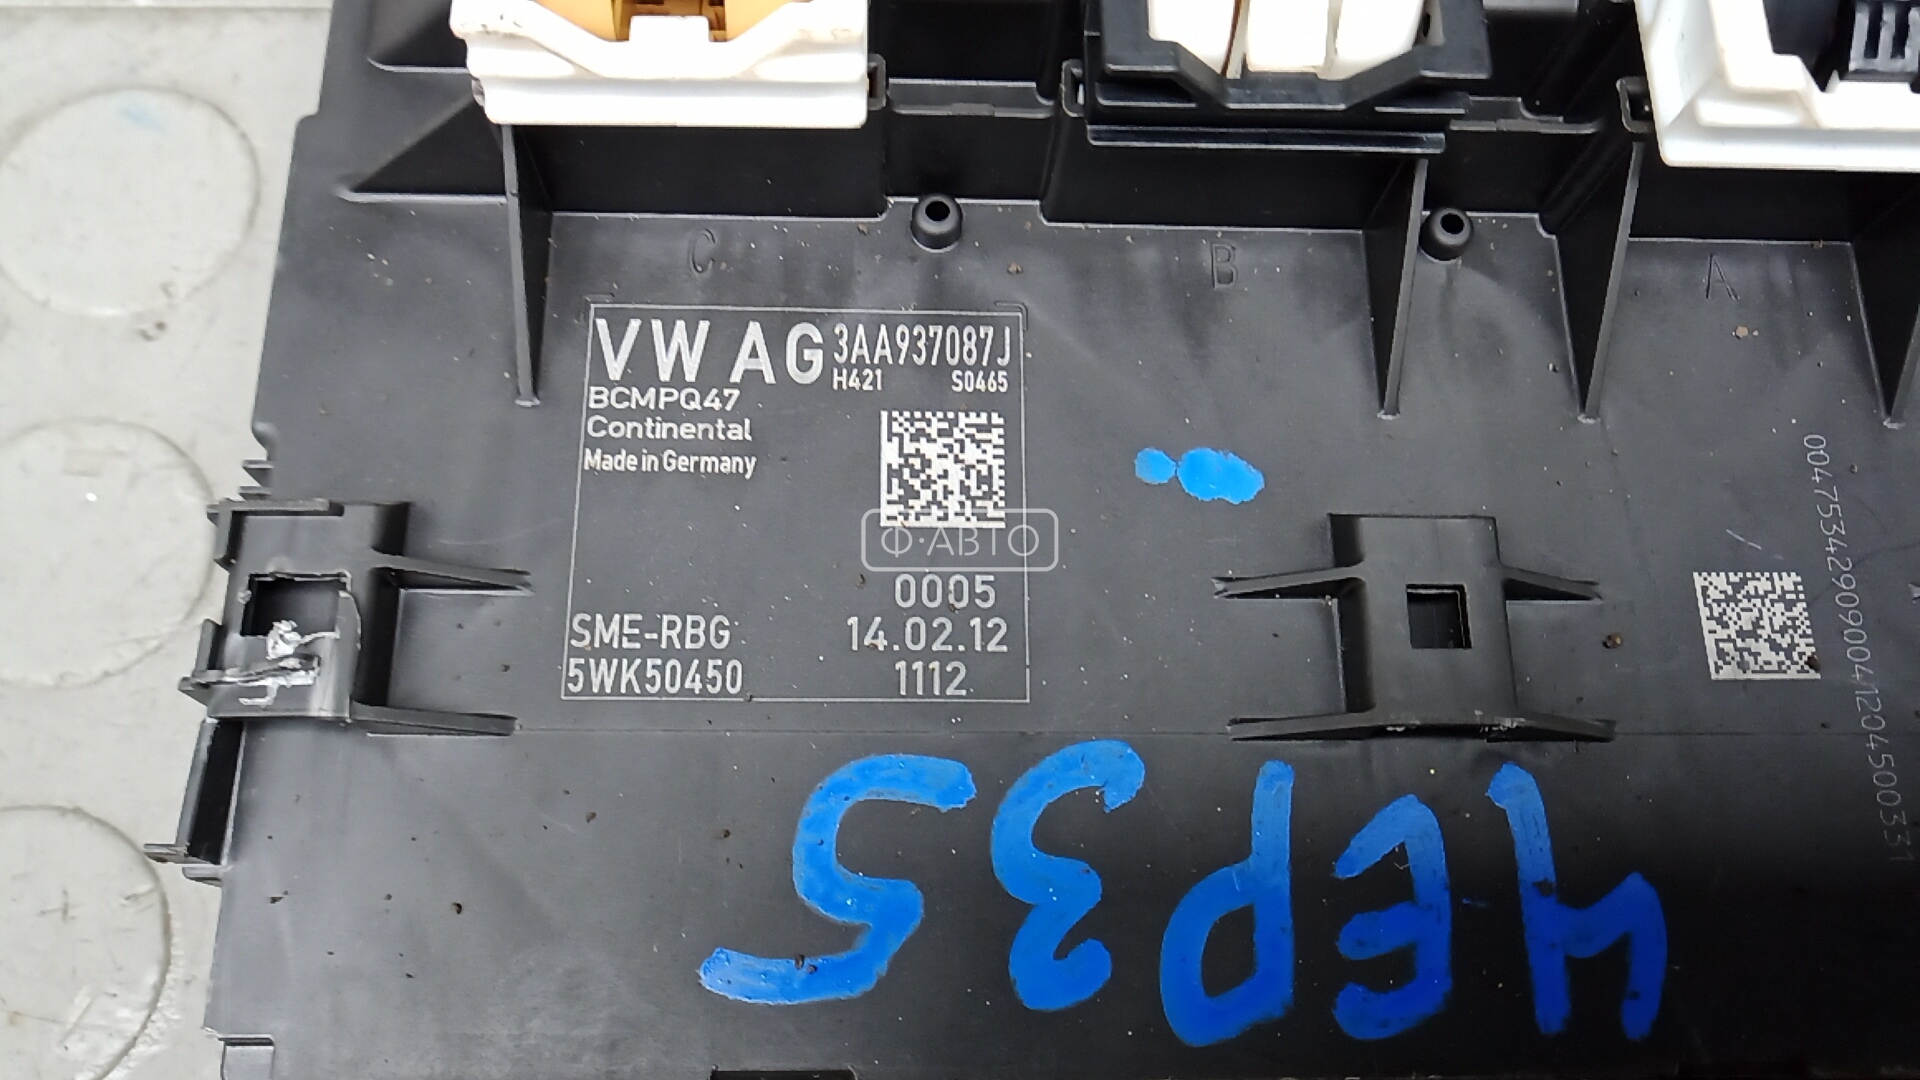 C
B
A
VW AG 3AA937087J
H421 S0465
BCMPQ47
Continental
Made in Germany
Ф·АВТО
0005
SME-RBG 14.02.12
5WK50450 1112
004753429090041204500331
4EP35